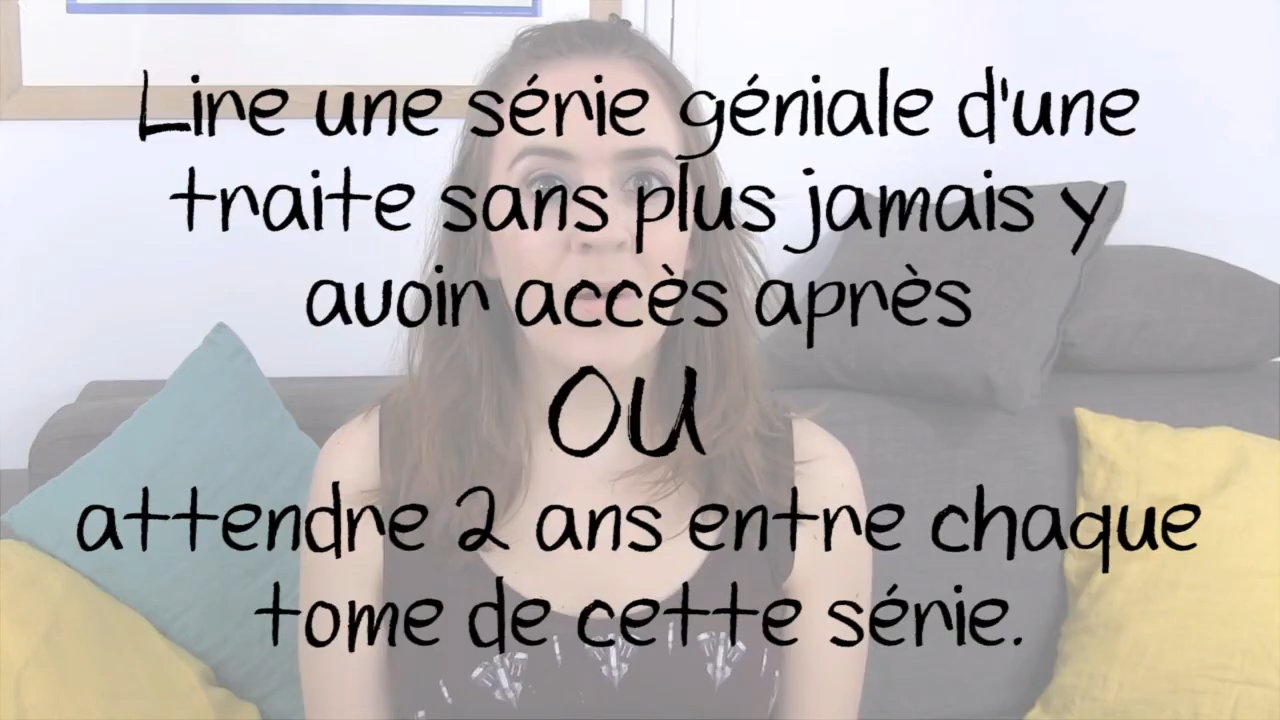 Lire une série géniale d'une
traite sans plus jamais y
avoir accès après
OU
attendre 2 ans entre chaque
tome de cette série.